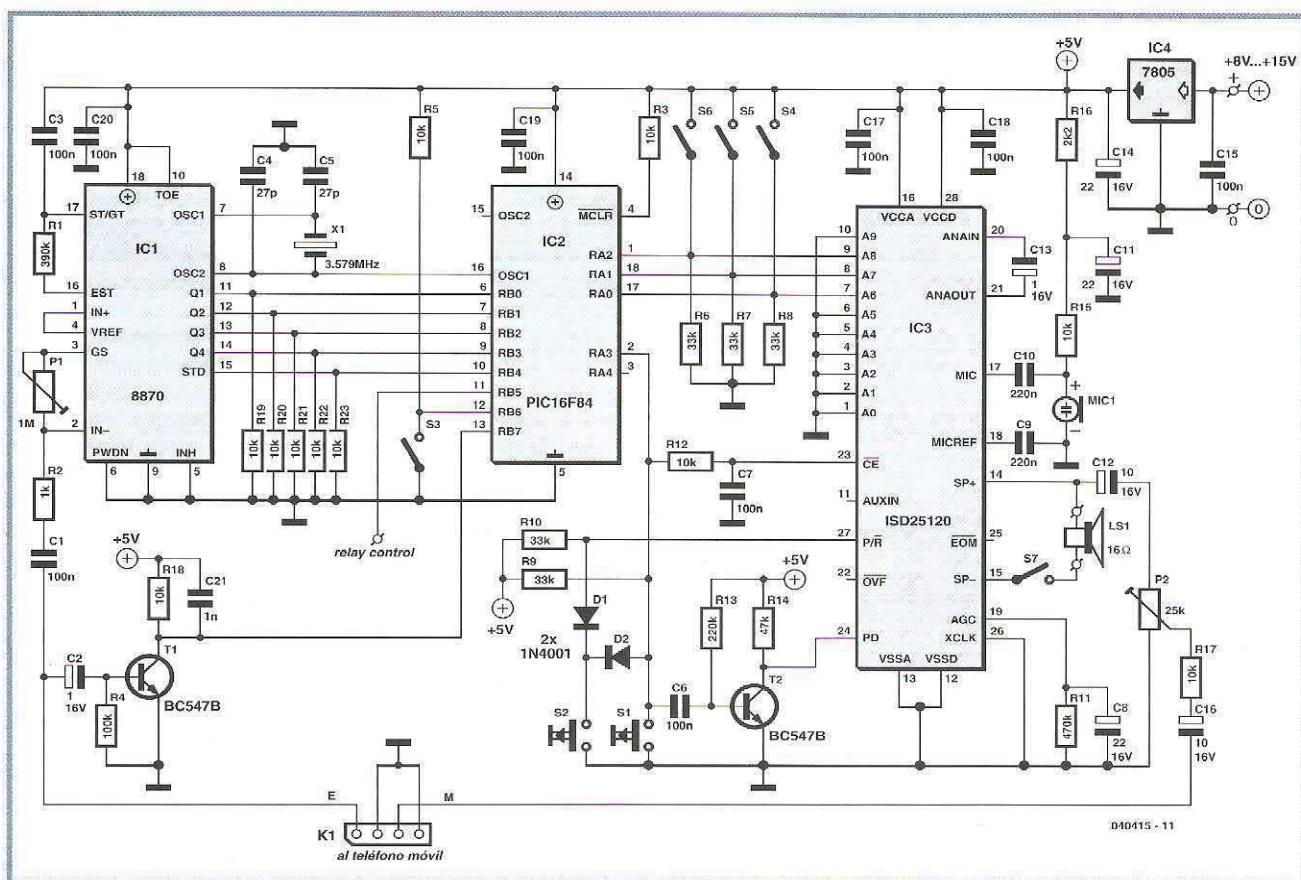 +5V
IC4
7805
+8V...+15V
+
0
0
C3
100n
C20
100n
R5
10k
C19
100n
R3
10k
S6
S5
S4
C17
100n
C18
100n
R16
2k2
C14
22
16V
C15
100n
C4
27p
C5
27p
X1
3.579MHz
R1
390k
P1
1M
R2
1k
C1
100n
18
10
TOE
17
ST/GT
OSC1
7
IC1
OSC2
8
16
EST
Q1
11
1
IN+
Q2
12
4
VREF
Q3
13
3
GS
Q4
14
STD
15
8870
2
IN–
PWDN
INH
6
9
5
R19
10k
R20
10k
R21
10k
R22
10k
R23
10k
S3
14
15
OSC2
MCLR
4
IC2
RA2
1
16
OSC1
RA1
18
6
RB0
RA0
17
7
RB1
8
RB2
9
RB3
RA3
2
10
RB4
RA4
3
11
RB5
12
RB6
PIC16F84
13
RB7
5
R6
33k
R7
33k
R8
33k
relay control
R12
10k
C7
100n
R10
33k
R9
33k
+5V
D1
2x
1N4001
D2
S2
S1
C6
100n
R13
220k
R14
47k
+5V
T2
BC547B
16
28
VCCA
VCCD
10
A9
ANAIN
20
9
A8
8
A7
ANAOUT
21
7
A6
6
A5
IC3
5
A4
4
A3
3
A2
MIC
17
2
A1
1
A0
MICREF
18
23
CE
SP+
14
11
AUXIN
ISD25120
27
P/R
EOM
25
22
OVF
SP–
15
AGC
19
24
PD
XCLK
26
VSSA
VSSD
13
12
C13
1
16V
C11
22
16V
R15
10k
C10
220n
MIC1
+
–
C9
220n
C12
10
16V
LS1
16Ω
S7
P2
25k
R17
10k
C16
10
16V
R11
470k
C8
22
16V
+5V
R18
10k
C21
1n
T1
BC547B
C2
1
16V
R4
100k
E
M
K1
al teléfono móvil
040415 - 11